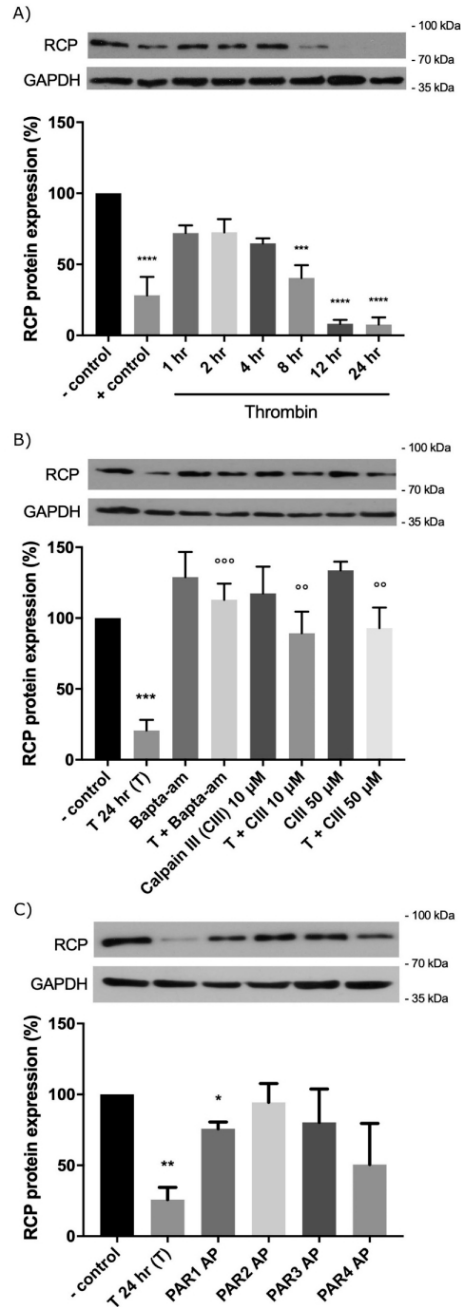 A)
- 100 kDa
RCP
- 70 kDa
GAPDH
- 35 kDa
150
100
50
0
RCP protein expression (%)
****
***
****
****
- control
+ control
1 hr
2 hr
4 hr
8 hr
12 hr
24 hr
Thrombin
B)
- 100 kDa
RCP
- 70 kDa
GAPDH
- 35 kDa
150
100
50
0
RCP protein expression (%)
***
°°°
°°
°°
- control
T 24 hr (T)
Bapta-am
T + Bapta-am
Calpain III (CIII) 10 µM
T + CIII 10 µM
CIII 50 µM
T + CIII 50 µM
C)
- 100 kDa
RCP
- 70 kDa
GAPDH
- 35 kDa
150
100
50
0
RCP protein expression (%)
**
*
- control
T 24 hr (T)
PAR1 AP
PAR2 AP
PAR3 AP
PAR4 AP